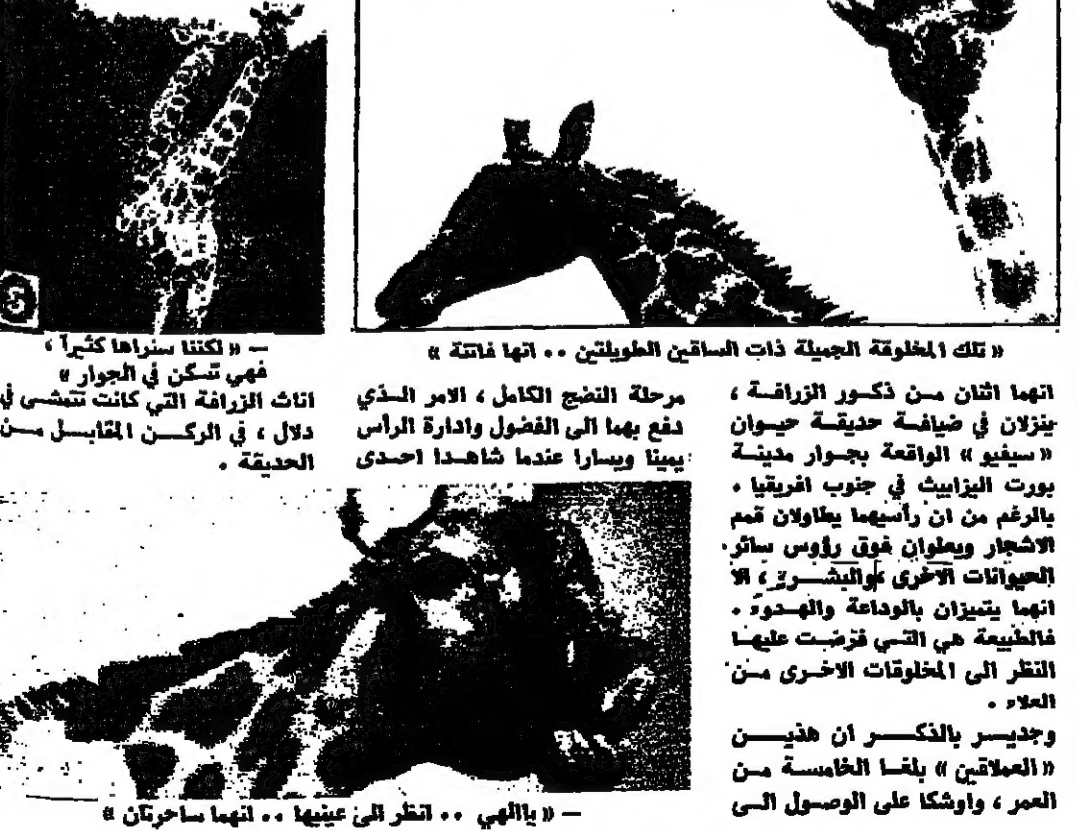 « تلك المخلوقة الجميلة ذات الساقين الطويلتين .. انها فاتنة »
— « لكننا سنراها كثيراً ،
فهي تسكن في الجوار »
انهما اثنان من ذكور الزرافة ،
ينزلان في ضيافة حديقة حيوان
« سيفيو » الواقعة بجوار مدينة
بورت اليزابيث في جنوب افريقيا .
بالرغم من ان رأسيهما يطاولان قمم
الاشجار ويعلوان فوق رؤوس سائر
الحيوانات الاخرى ، والبشر ، الا
انهما يتميزان بالوداعة والهدوء .
فالطبيعة هي التي فرضت عليهما
النظر الى المخلوقات الاخرى من
العلاء .
وجدير بالذكر ان هذين
« العملاقين » بلغا الخامسة من
العمر ، واوشكا على الوصول الى
مرحلة النضج الكامل ، الامر الذي
دفع بهما الى الفضول وادارة الرأس
يمينا ويسارا عندما شاهدا احدى
اناث الزرافة التي كانت تتمشى في
دلال ، في الركن المقابل من
الحديقة .
— « ياالهي .. انظر الى عينيها .. انهما ساحرتان »